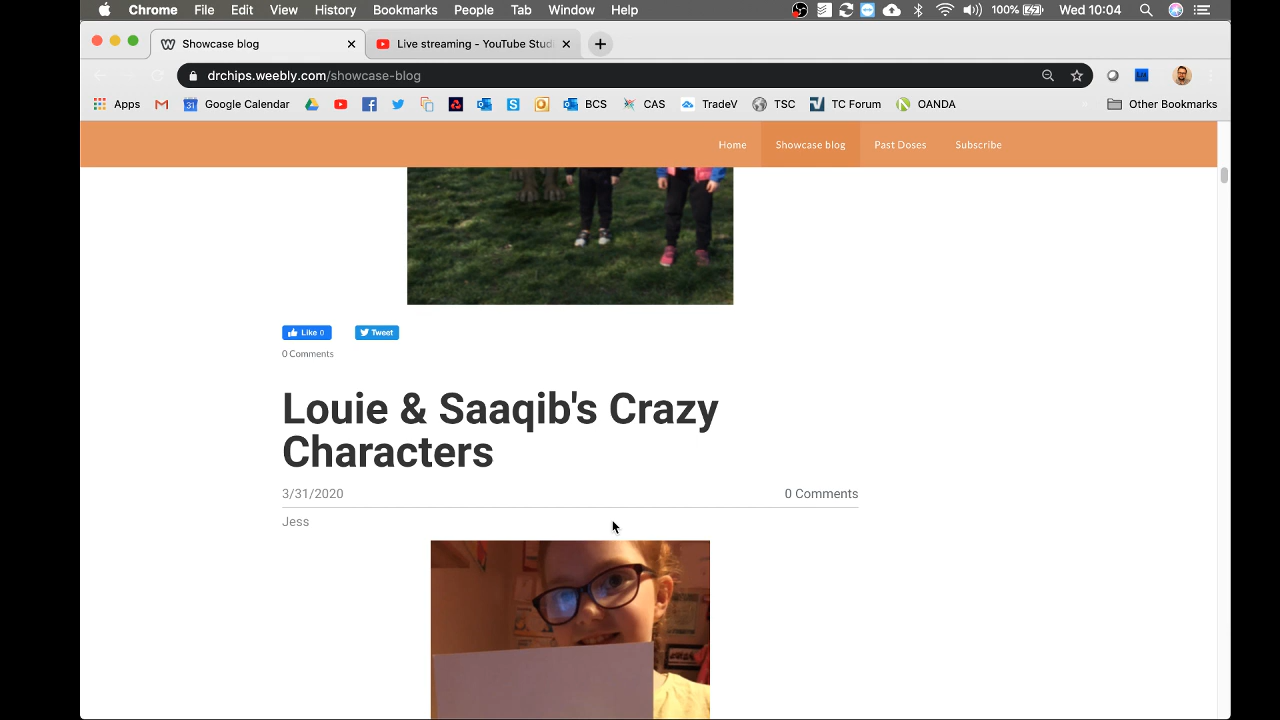 Chrome File Edit View History Bookmarks People Tab Window Help 100% Wed 10:04
Showcase blog Live streaming - YouTube Studi
drchips.weebly.com/showcase-blog
Apps Google Calendar BCS CAS TradeV TSC TC Forum OANDA Other Bookmarks
Home Showcase blog Past Doses Subscribe
Like 0 Tweet
0 Comments
Louie & Saaqib's Crazy
Characters
3/31/2020 0 Comments
Jess